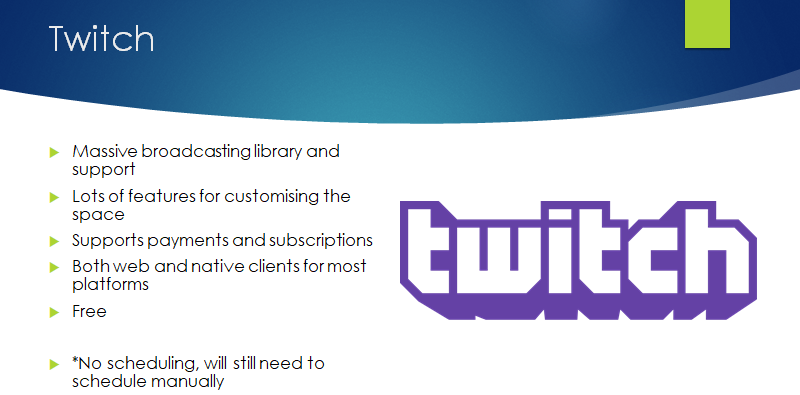 Twitch
Massive broadcasting library and
support
Lots of features for customising the
space
Supports payments and subscriptions
Both web and native clients for most
platforms
Free
*No scheduling, will still need to
schedule manually
twitch